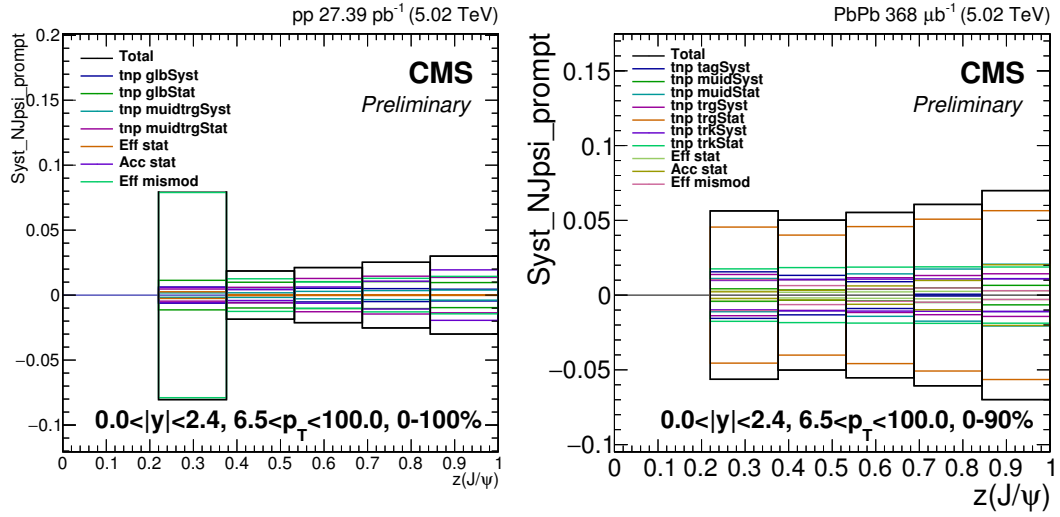 pp 27.39 pb⁻¹ (5.02 TeV)
Syst_NJpsi_prompt
0.2
0.15
0.1
0.05
0
−0.05
−0.1
Total
tnp glbSyst
tnp glbStat
tnp muidtrgSyst
tnp muidtrgStat
Eff stat
Acc stat
Eff mismod
CMS
Preliminary
0.0<|y|<2.4, 6.5<p_T<100.0, 0-100%
0 0.1 0.2 0.3 0.4 0.5 0.6 0.7 0.8 0.9 1
z(J/ψ)
PbPb 368 μb⁻¹ (5.02 TeV)
Syst_NJpsi_prompt
0.15
0.1
0.05
0
−0.05
−0.1
Total
tnp tagSyst
tnp muidSyst
tnp muidStat
tnp trgSyst
tnp trgStat
tnp trkSyst
tnp trkStat
Eff stat
Acc stat
Eff mismod
CMS
Preliminary
0.0<|y|<2.4, 6.5<p_T<100.0, 0-90%
0 0.1 0.2 0.3 0.4 0.5 0.6 0.7 0.8 0.9 1
z(J/ψ)